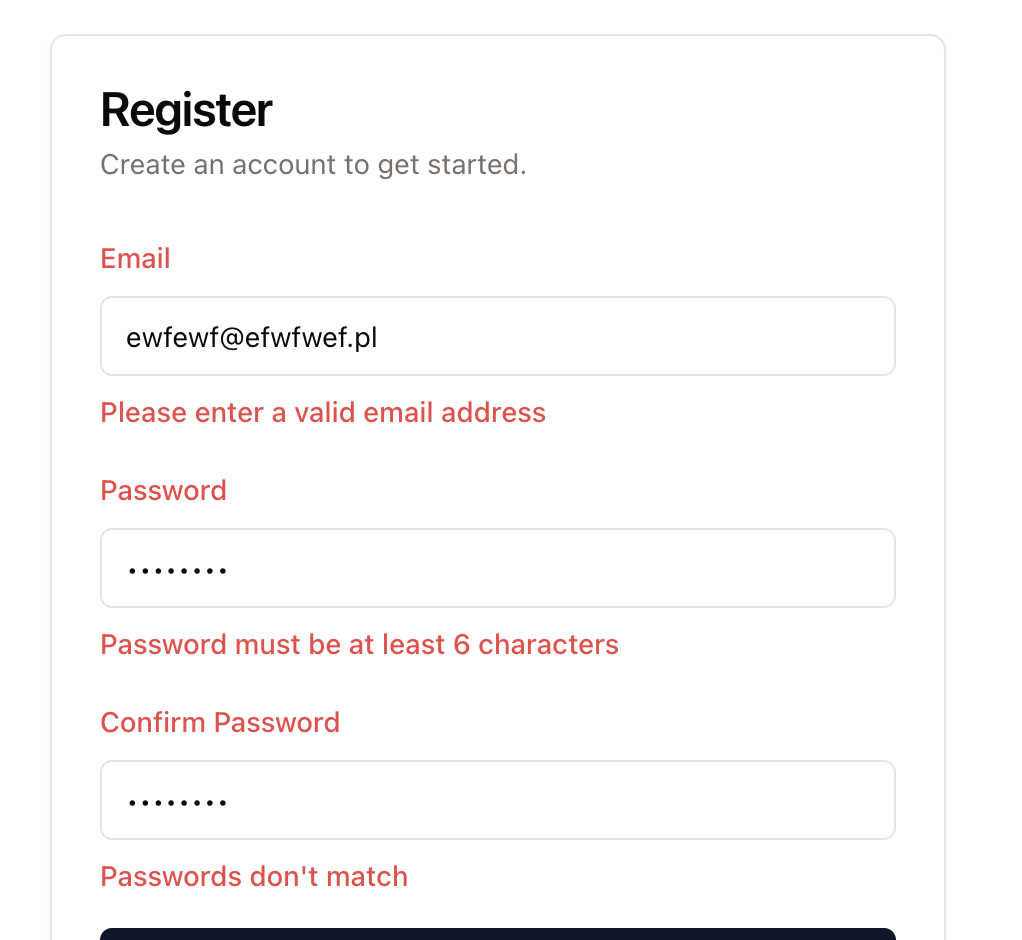 Register
Create an account to get started.
Email
ewfewf@efwfwef.pl
Please enter a valid email address
Password
••••••••
Password must be at least 6 characters
Confirm Password
••••••••
Passwords don't match